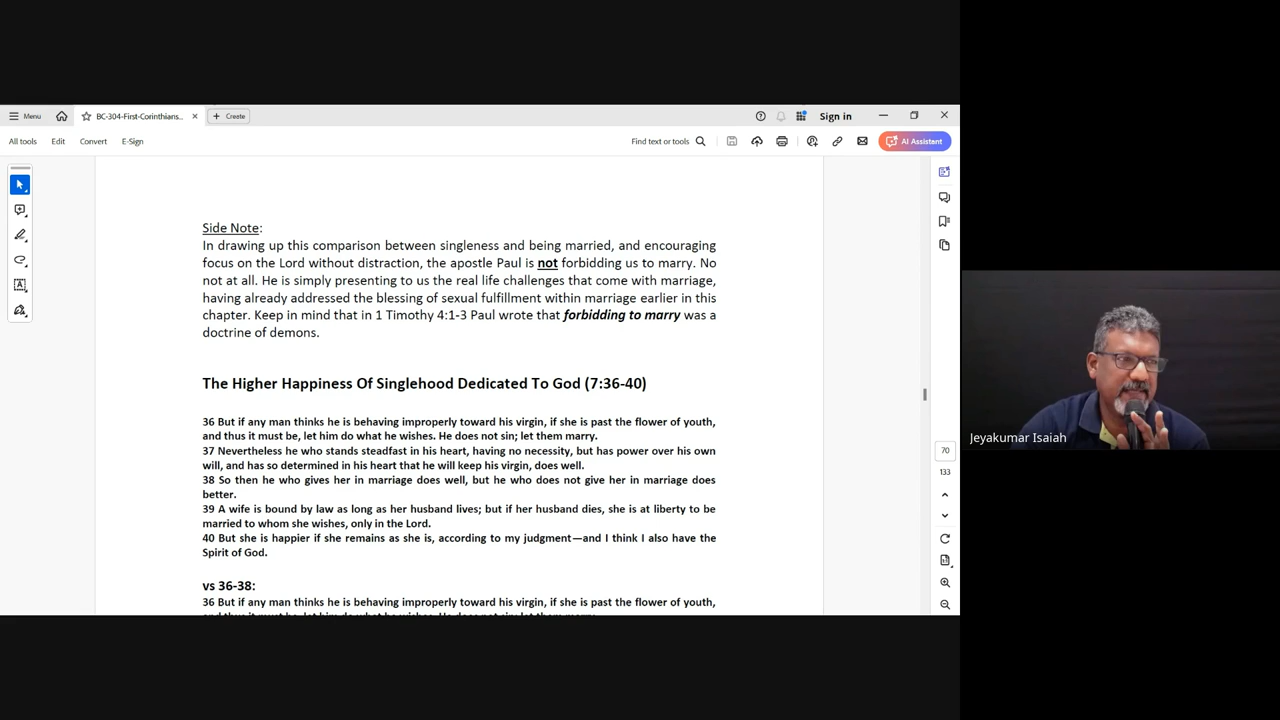 Menu
BC-304-First-Corinthians..
Create
Sign in
All tools
Edit
Convert
E-Sign
Find text or tools
AI Assistant
Side Note:
In drawing up this comparison between singleness and being married, and encouraging
focus on the Lord without distraction, the apostle Paul is not forbidding us to marry. No
not at all. He is simply presenting to us the real life challenges that come with marriage,
having already addressed the blessing of sexual fulfillment within marriage earlier in this
chapter. Keep in mind that in 1 Timothy 4:1-3 Paul wrote that forbidding to marry was a
doctrine of demons.
The Higher Happiness Of Singlehood Dedicated To God (7:36-40)
36 But if any man thinks he is behaving improperly toward his virgin, if she is past the flower of youth,
and thus it must be, let him do what he wishes. He does not sin; let them marry.
37 Nevertheless he who stands steadfast in his heart, having no necessity, but has power over his own
will, and has so determined in his heart that he will keep his virgin, does well.
38 So then he who gives her in marriage does well, but he who does not give her in marriage does
better.
39 A wife is bound by law as long as her husband lives; but if her husband dies, she is at liberty to be
married to whom she wishes, only in the Lord.
40 But she is happier if she remains as she is, according to my judgment—and I think I also have the
Spirit of God.
vs 36-38:
36 But if any man thinks he is behaving improperly toward his virgin, if she is past the flower of youth,
70
133
Jeyakumar Isaiah